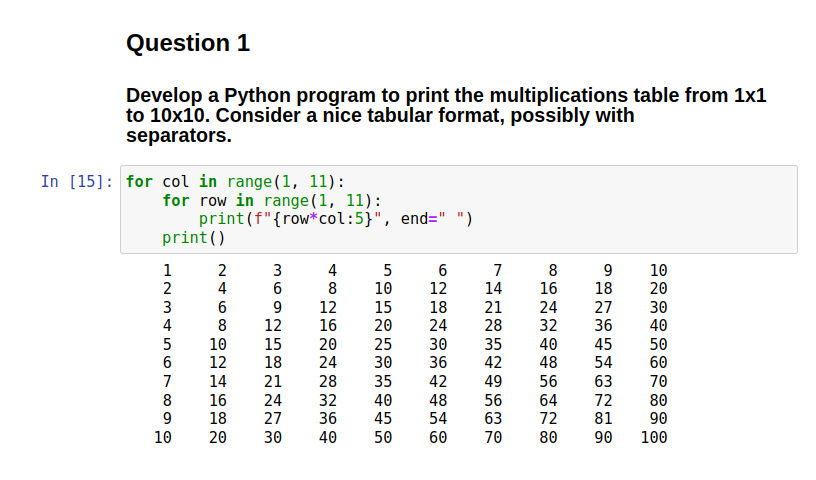 Question 1
Develop a Python program to print the multiplications table from 1x1
to 10x10. Consider a nice tabular format, possibly with
separators.
In [15]: for col in range(1, 11):
    for row in range(1, 11):
        print(f"{row*col:5}", end=" ")
    print()
    1     2     3     4     5     6     7     8     9    10
    2     4     6     8    10    12    14    16    18    20
    3     6     9    12    15    18    21    24    27    30
    4     8    12    16    20    24    28    32    36    40
    5    10    15    20    25    30    35    40    45    50
    6    12    18    24    30    36    42    48    54    60
    7    14    21    28    35    42    49    56    63    70
    8    16    24    32    40    48    56    64    72    80
    9    18    27    36    45    54    63    72    81    90
   10    20    30    40    50    60    70    80    90   100